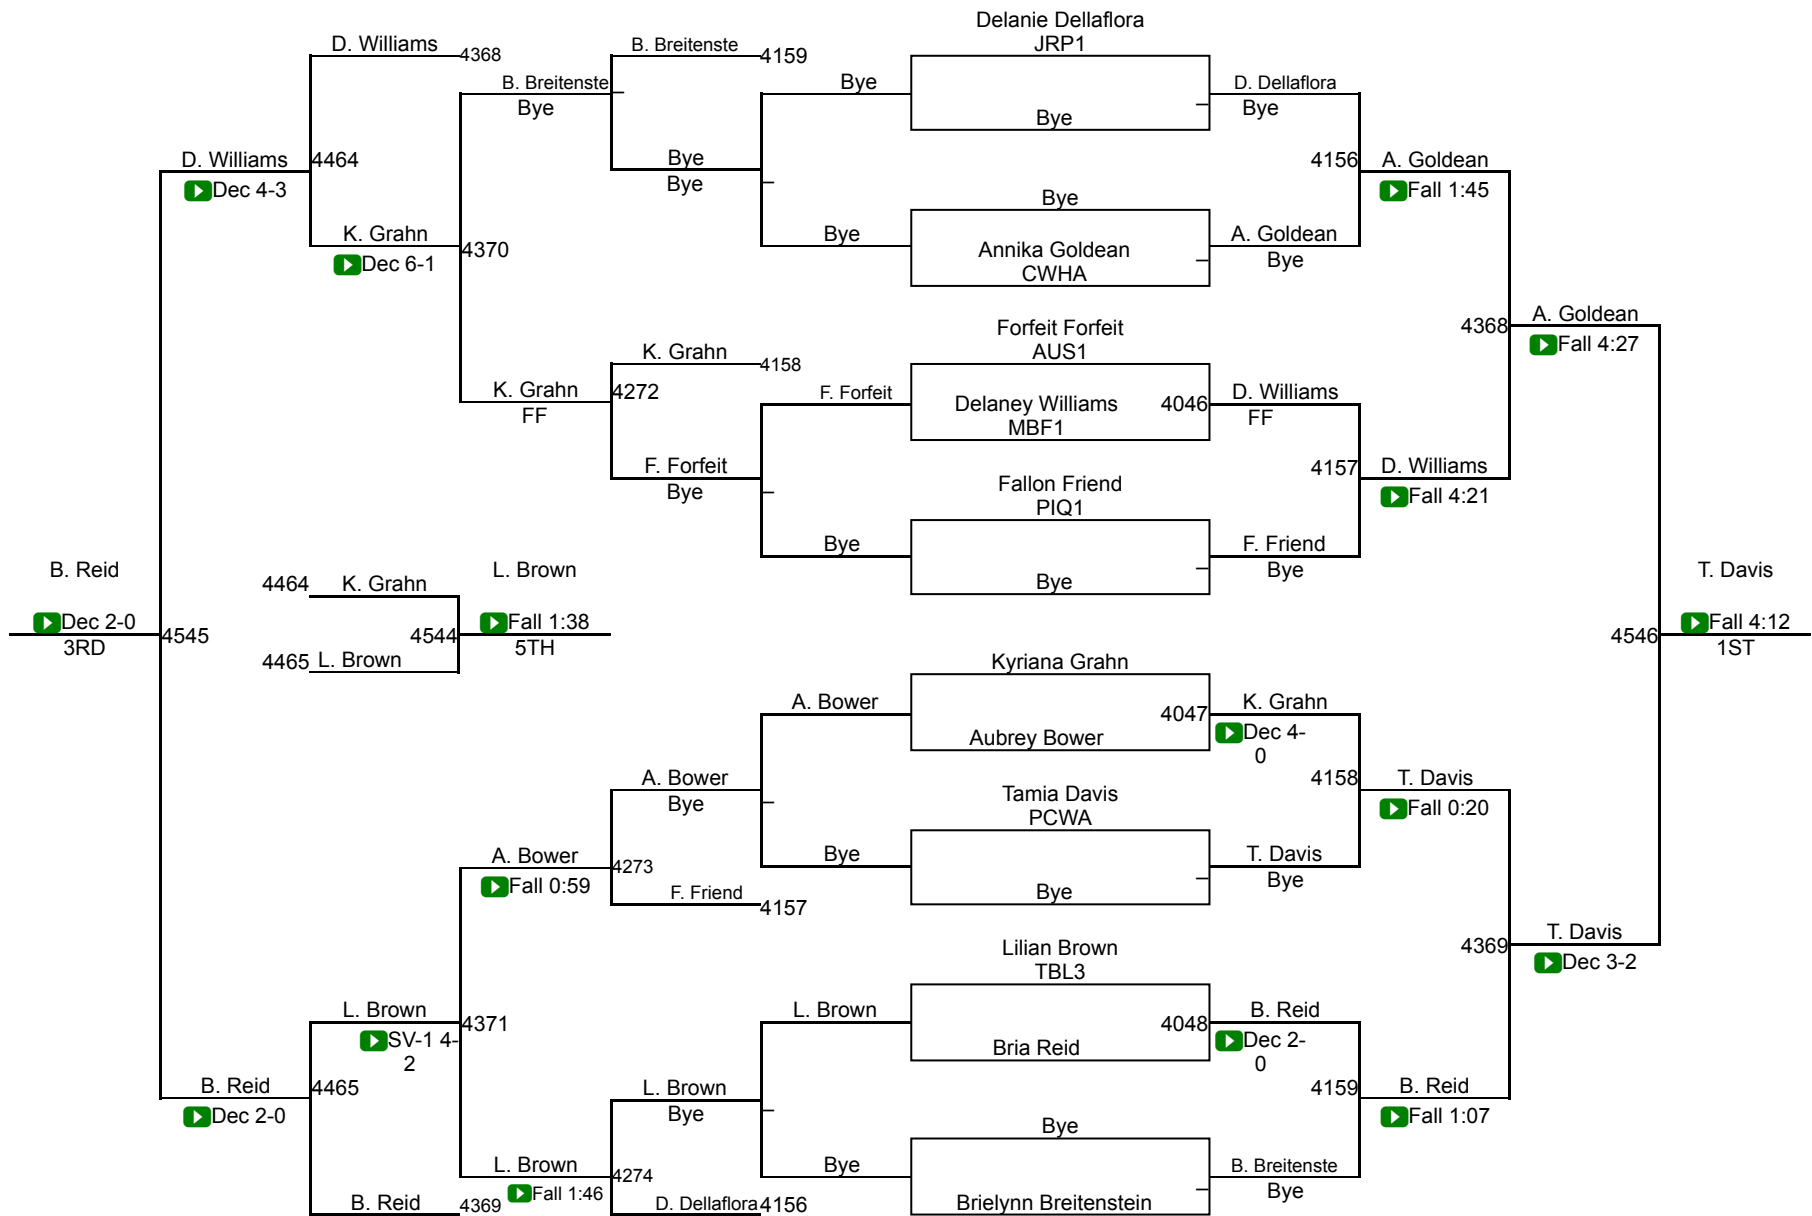 Delanie Dellaflora
JRP1
D. Williams
4368
B. Breitenste
4159
B. Breitenste
Bye
Bye
Bye
D. Dellaflora
Bye
D. Williams
4464
Dec 4-3
Bye
Bye
4156
A. Goldean
Fall 1:45
Bye
K. Grahn
4370
Dec 6-1
Bye
Annika Goldean
CWHA
A. Goldean
Bye
Forfeit Forfeit
AUS1
4368
A. Goldean
Fall 4:27
K. Grahn
4158
K. Grahn
4272
FF
F. Forfeit
Delaney Williams
MBF1
4046
D. Williams
FF
F. Forfeit
Bye
Fallon Friend
PIQ1
4157
D. Williams
Fall 4:21
Bye
Bye
F. Friend
Bye
B. Reid
4464
K. Grahn
L. Brown
T. Davis
Dec 2-0
3RD
4545
4544
Fall 1:38
5TH
4546
Fall 4:12
1ST
4465
L. Brown
Kyriana Grahn
A. Bower
Aubrey Bower
4047
K. Grahn
Dec 4-
0
A. Bower
Bye
Tamia Davis
PCWA
4158
T. Davis
Fall 0:20
A. Bower
4273
Fall 0:59
Bye
Bye
T. Davis
Bye
F. Friend
4157
Lilian Brown
TBL3
4369
T. Davis
Dec 3-2
L. Brown
4371
SV-1 4-
2
L. Brown
Bria Reid
4048
B. Reid
Dec 2-
0
B. Reid
4465
Dec 2-0
L. Brown
Bye
Bye
4159
B. Reid
Fall 1:07
L. Brown
4274
Fall 1:46
Bye
Brielynn Breitenstein
B. Breitenste
Bye
B. Reid
4369
D. Dellaflora
4156